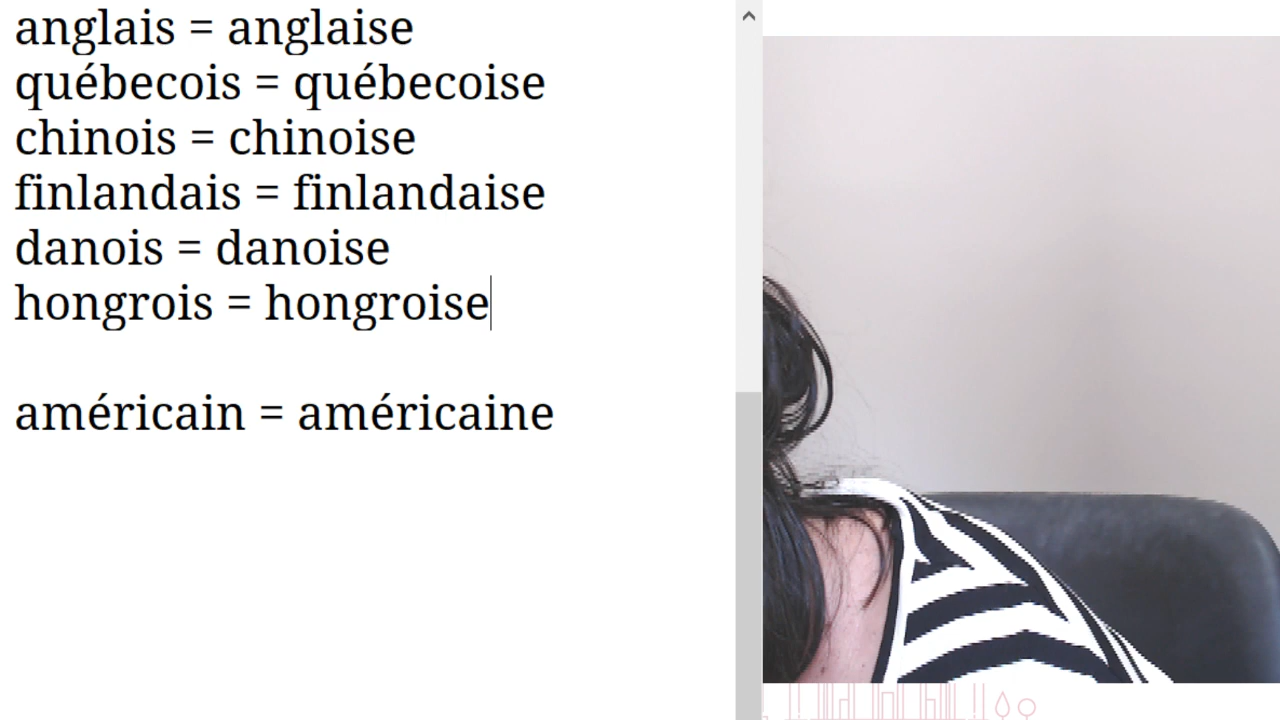 anglais = anglaise
québecois = québecoise
chinois = chinoise
finlandais = finlandaise
danois = danoise
hongrois = hongroise
américain = américaine